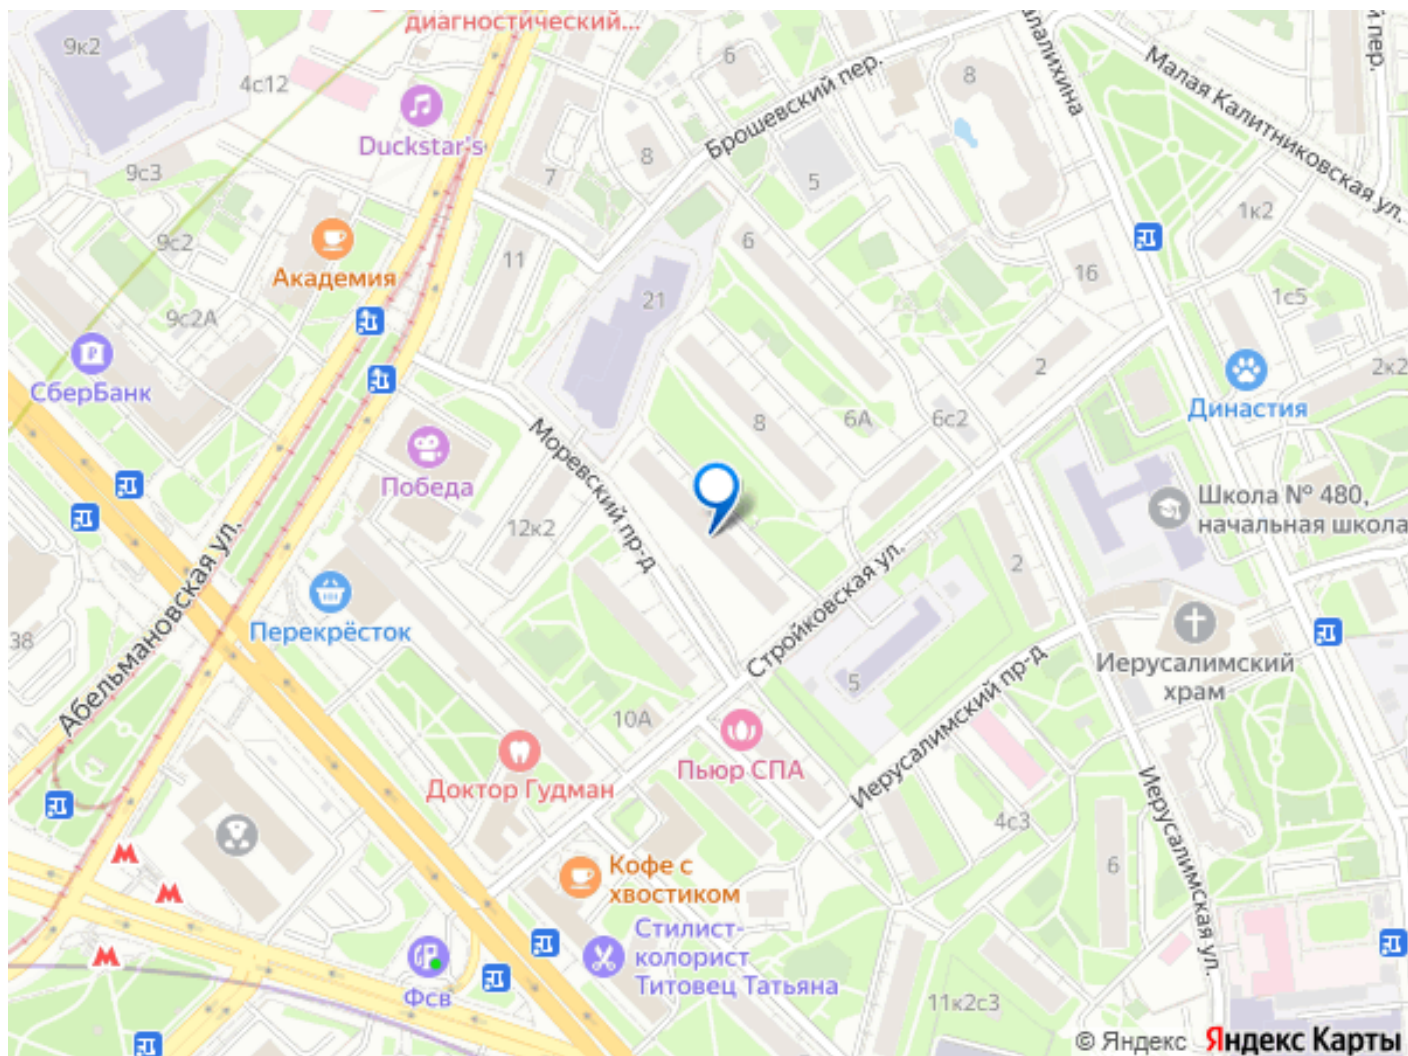 диагностический...
9к2
4с12
6
8
Малая Калитниковская ул.
Брошевский пер.
й пер.
Duckstar's
8
9с3
7
5
1к2
9с2
Академия
11
6
16
21
1с5
9с2А
СберБанк
2
2к2
Династия
8
6А
6с2
Моревский пр-д
Победа
12к2
Школа № 480,
начальная школа
Абельмановская ул.
Стройковская ул.
2
Перекрёсток
38
Иерусалимский
храм
5
Иерусалимский пр-д
10А
Пьюр СПА
Доктор Гудман
4с3
Иерусалимская ул.
6
Кофе с
хвостиком
Стилист-
колорист
Титовец Татьяна
Фсв
11к2с3
© Яндекс Яндекс Карты